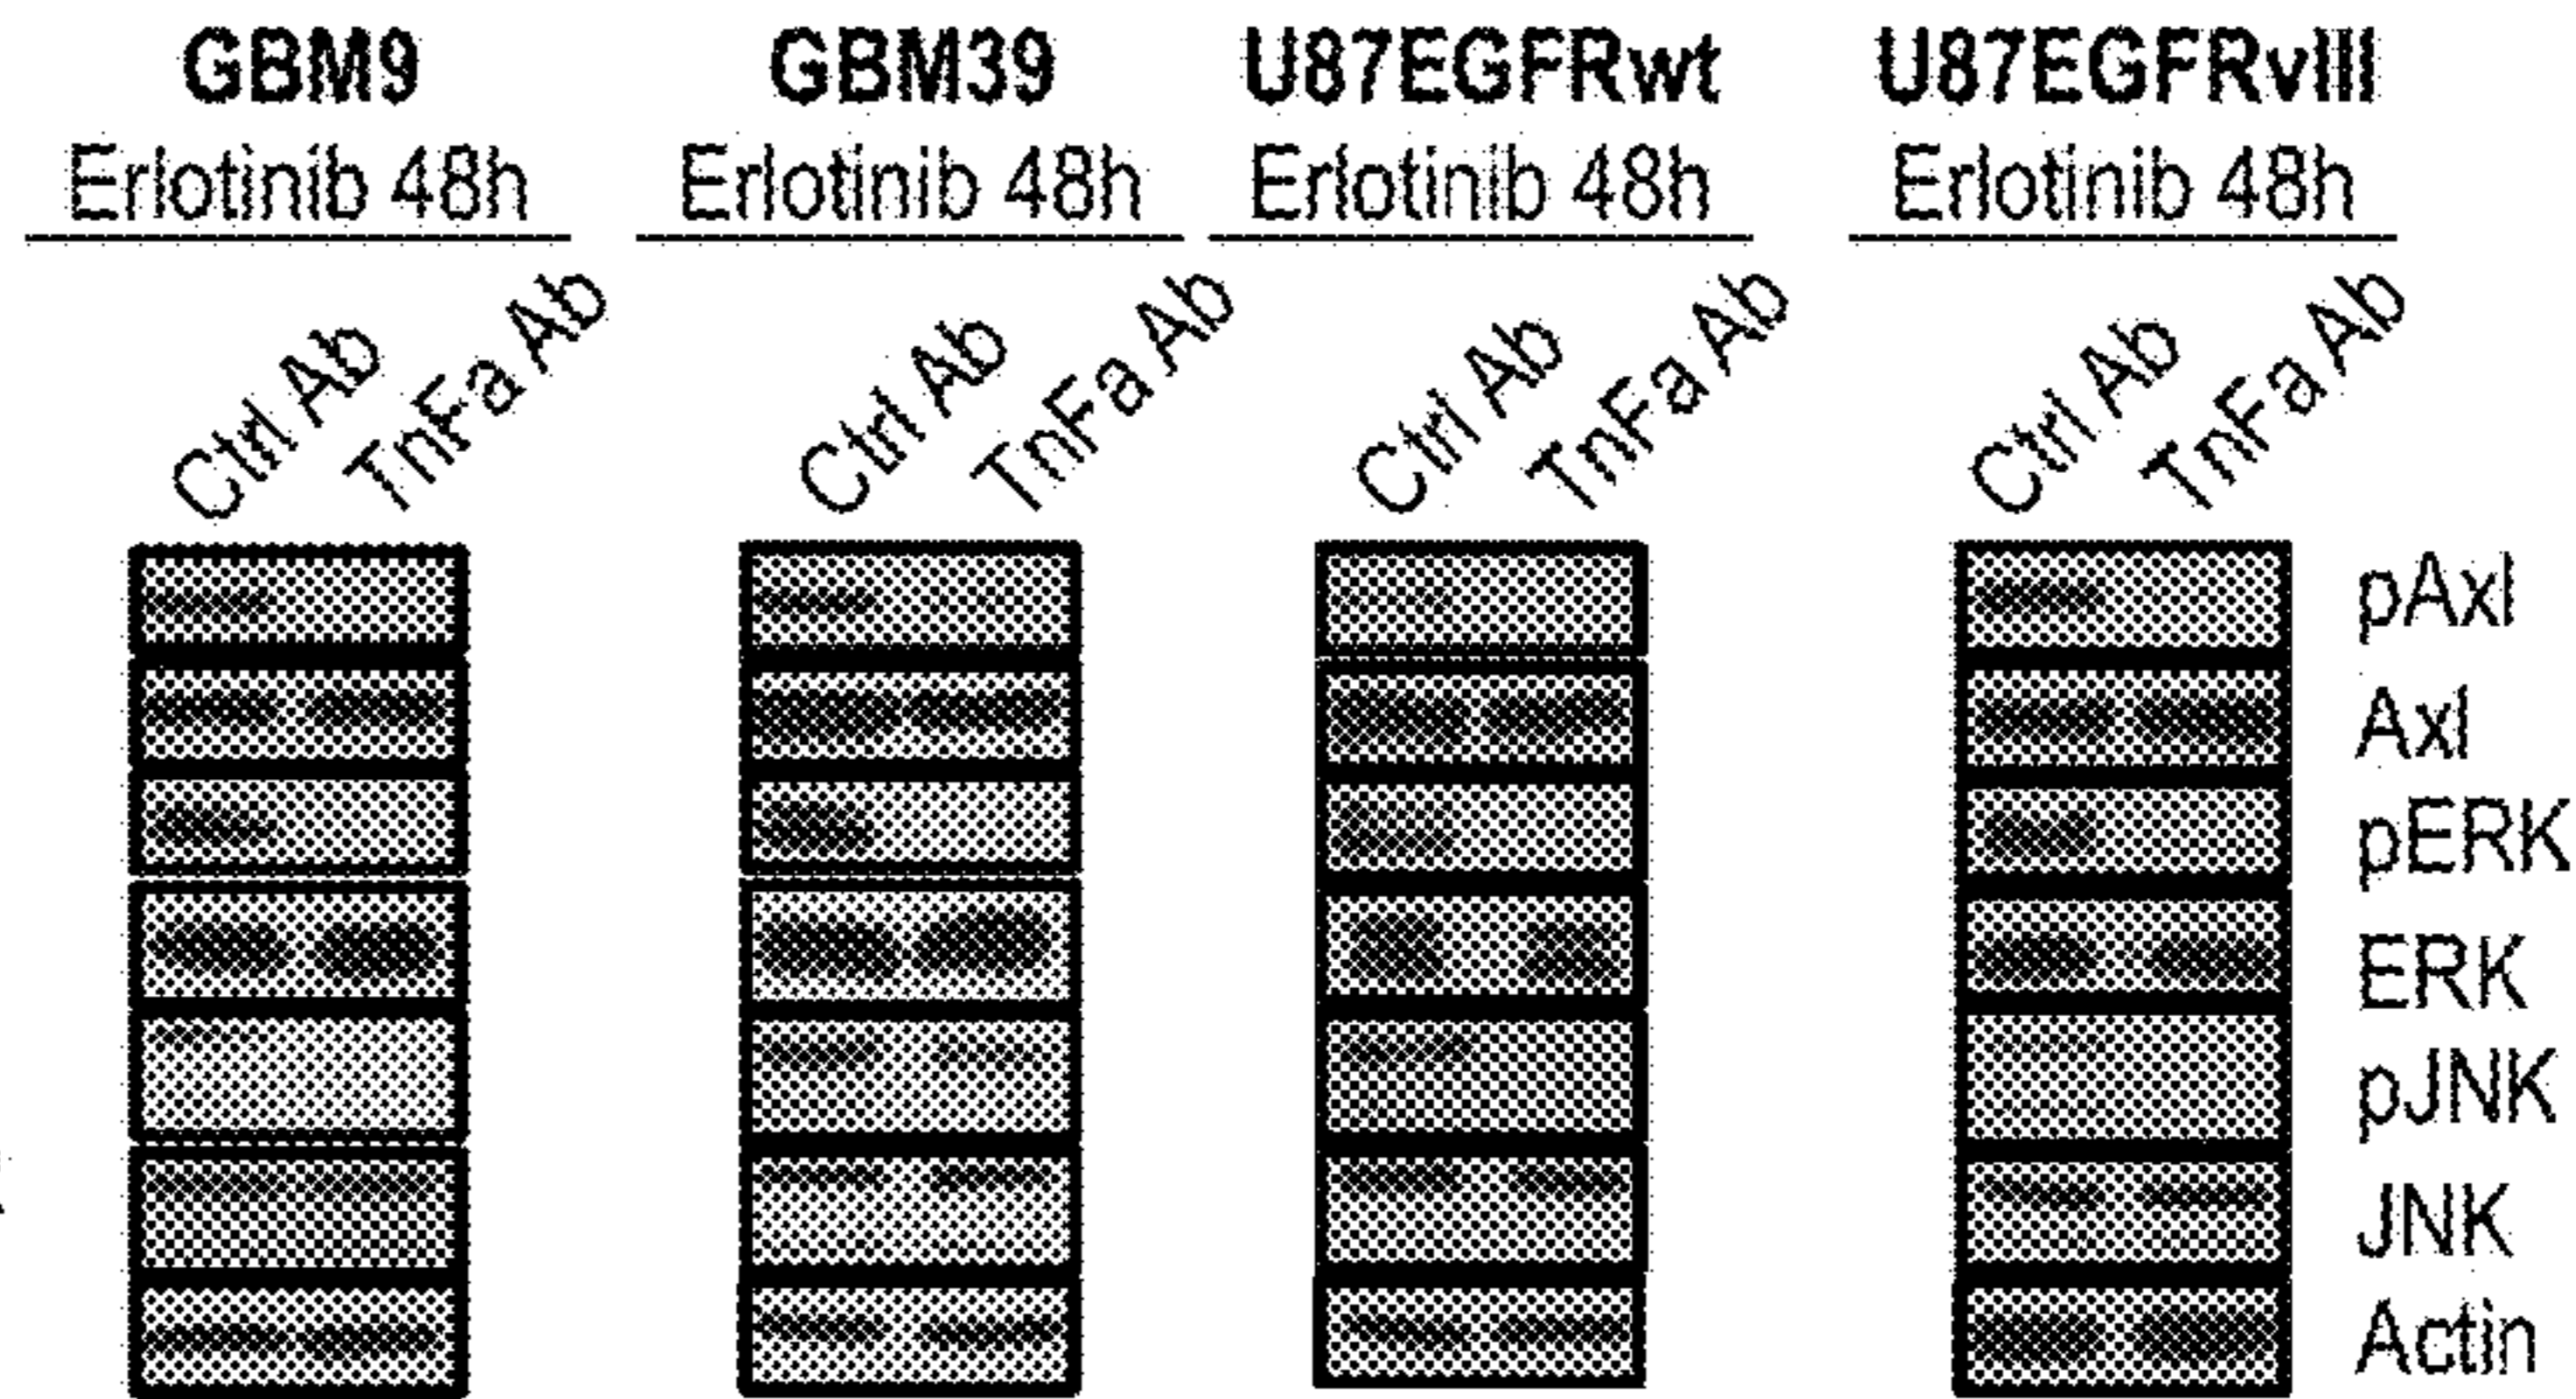 GBM9 GBM39 U87EGFRwt U87EGFRvIII
Erlotinib 48h Erlotinib 48h Erlotinib 48h Erlotinib 48h
Ctrl Ab TnFa Ab Ctrl Ab TnFa Ab Ctrl Ab TnFa Ab Ctrl Ab TnFa Ab
pAxl
Axl
pERK
ERK
pJNK
JNK
Actin